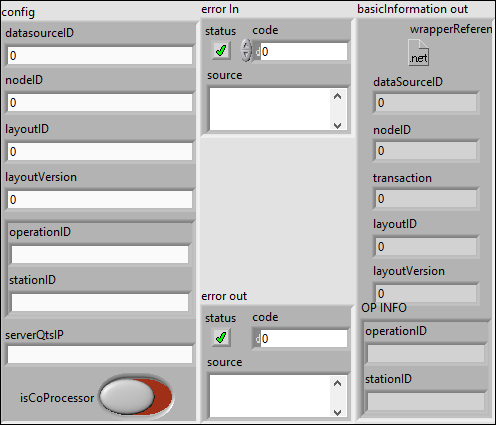 config
datasourceID
0
nodeID
0
layoutID
0
layoutVersion
0
operationID
stationID
serverQtsIP
isCoProcessor
error In
status code
d 0
source
error out
status code
d 0
source
basicInformation out
wrapperReferen
.net
dataSourceID
0
nodeID
0
transaction
0
layoutID
0
layoutVersion
0
OP INFO
operationID
stationID